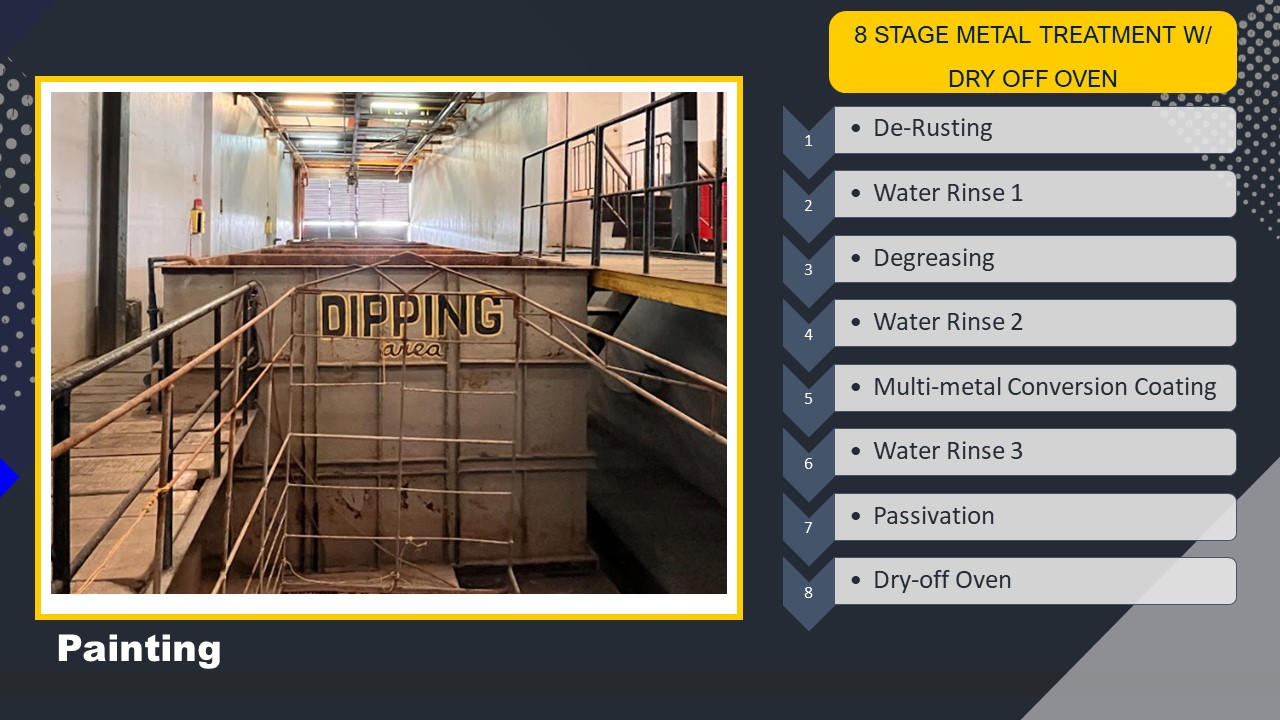 8 STAGE METAL TREATMENT W/
DRY OFF OVEN
DIPPING
area
1
• De-Rusting
2
• Water Rinse 1
3
• Degreasing
4
• Water Rinse 2
5
• Multi-metal Conversion Coating
6
• Water Rinse 3
7
• Passivation
8
• Dry-off Oven
Painting